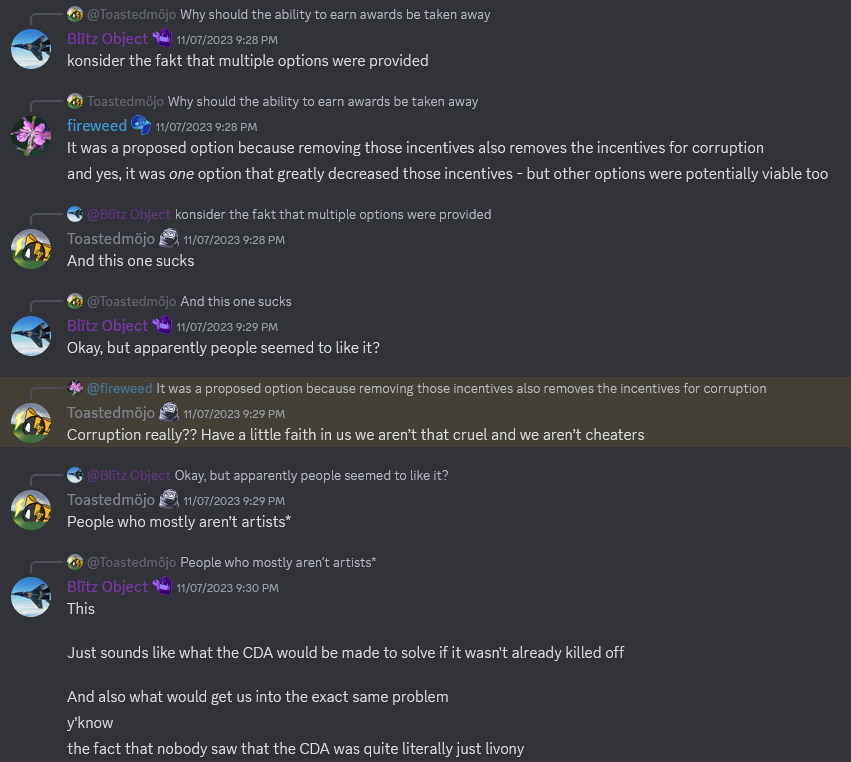 @Toastedmöjo Why should the ability to earn awards be taken away
Blītz Object 11/07/2023 9:28 PM
konsider the fakt that multiple options were provided
Toastedmöjo Why should the ability to earn awards be taken away
fireweed 11/07/2023 9:28 PM
It was a proposed option because removing those incentives also removes the incentives for corruption
and yes, it was one option that greatly decreased those incentives - but other options were potentially viable too
@Blītz Object konsider the fakt that multiple options were provided
Toastedmöjo 11/07/2023 9:28 PM
And this one sucks
@Toastedmöjo And this one sucks
Blītz Object 11/07/2023 9:29 PM
Okay, but apparently people seemed to like it?
@fireweed It was a proposed option because removing those incentives also removes the incentives for corruption
Toastedmöjo 11/07/2023 9:29 PM
Corruption really?? Have a little faith in us we aren’t that cruel and we aren’t cheaters
@Blītz Object Okay, but apparently people seemed to like it?
Toastedmöjo 11/07/2023 9:29 PM
People who mostly aren’t artists*
@Toastedmöjo People who mostly aren’t artists*
Blītz Object 11/07/2023 9:30 PM
This
Just sounds like what the CDA would be made to solve if it wasn't already killed off
And also what would get us into the exact same problem
y'know
the fact that nobody saw that the CDA was quite literally just livony